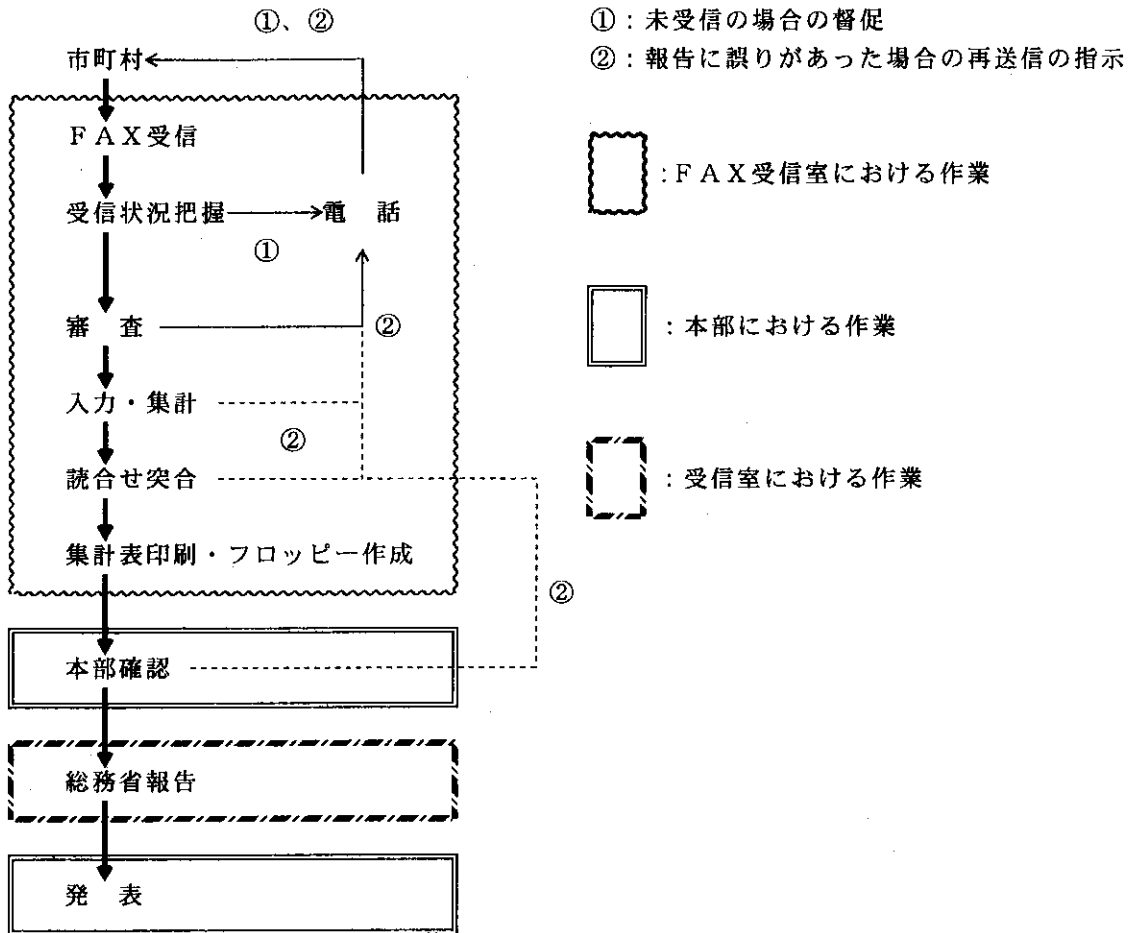 ①、②
市町村
ＦＡＸ受信
受信状況把握
電　話
①
審　査
②
入力・集計
②
読合せ突合
集計表印刷・フロッピー作成
②
本部確認
総務省報告
発　表
①：未受信の場合の督促
②：報告に誤りがあった場合の再送信の指示
：ＦＡＸ受信室における作業
：本部における作業
：受信室における作業